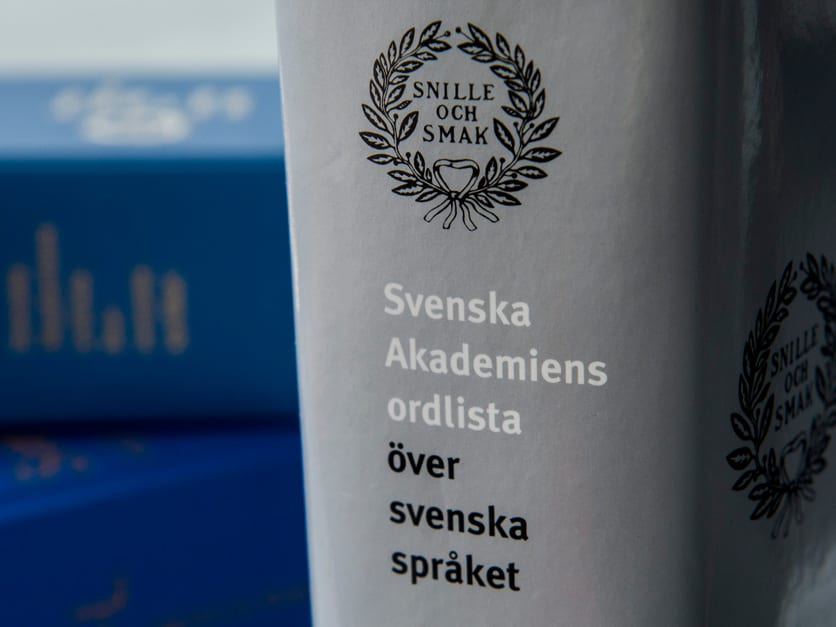 SNILLE
OCH
SMAK
Svenska
Akademiens
ordlista
över
svenska
språket
SNILLE
OCH
SMAK